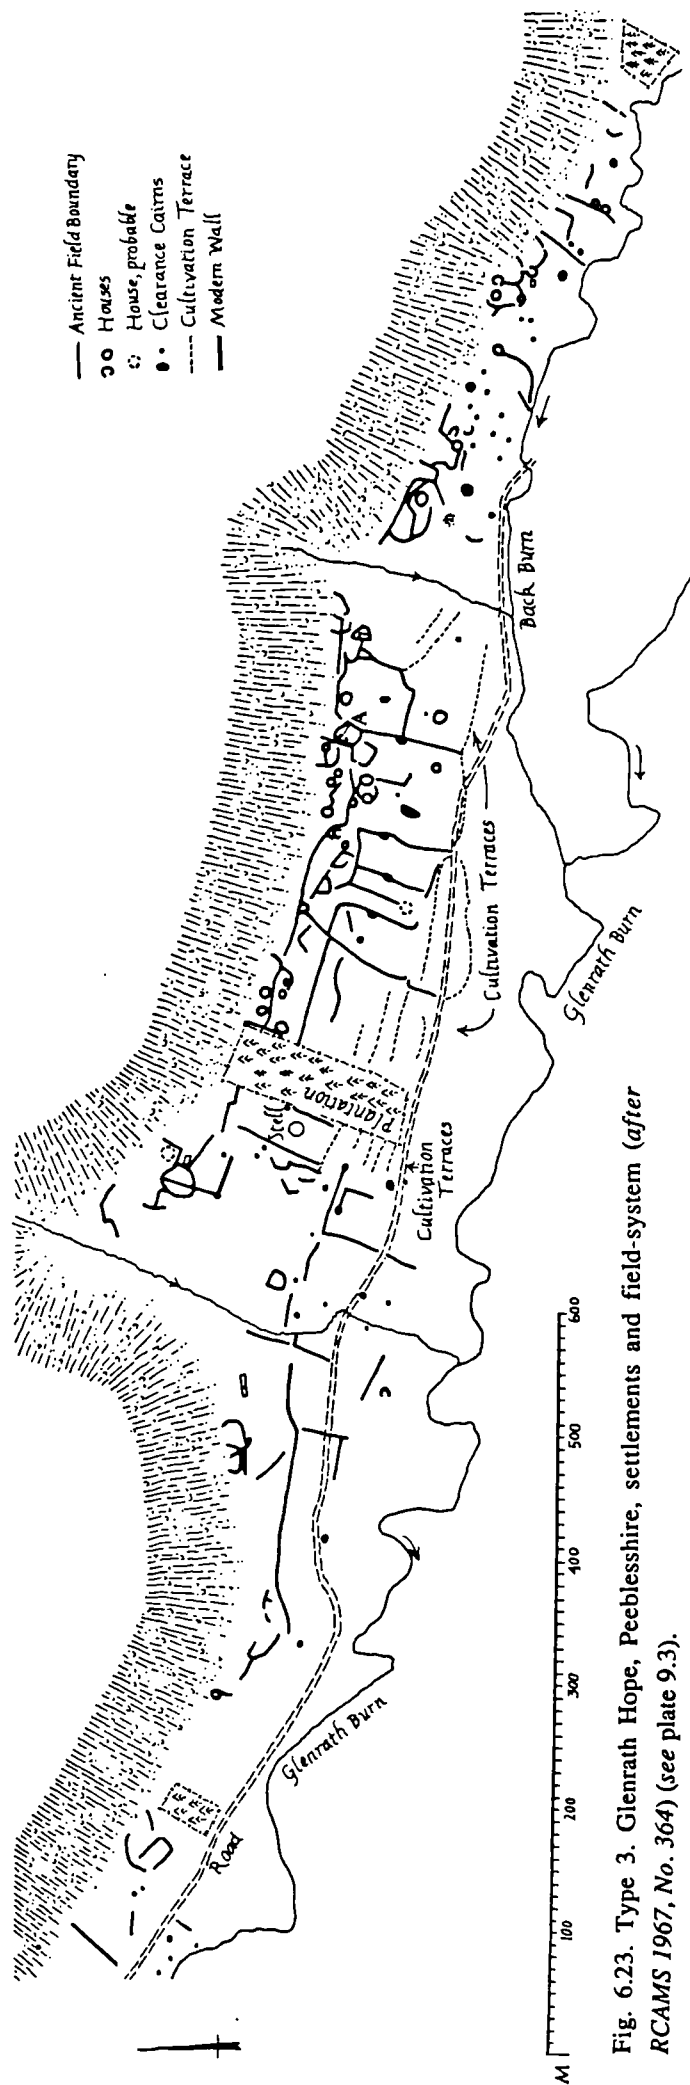 Ancient Field Boundary
Houses
House, probable
Clearance Cairns
Cultivation Terrace
Modern Wall
Back Burn
A
Cultivation Terraces
Glenrath Burn
Plantation
Stell
Cultivation
Terraces
Glenrath Burn
Road
M 100 200 300 400 500 600
Fig. 6.23. Type 3. Glenrath Hope, Peeblesshire, settlements and field-system (after
RCAMS 1967, No. 364) (see plate 9.3).